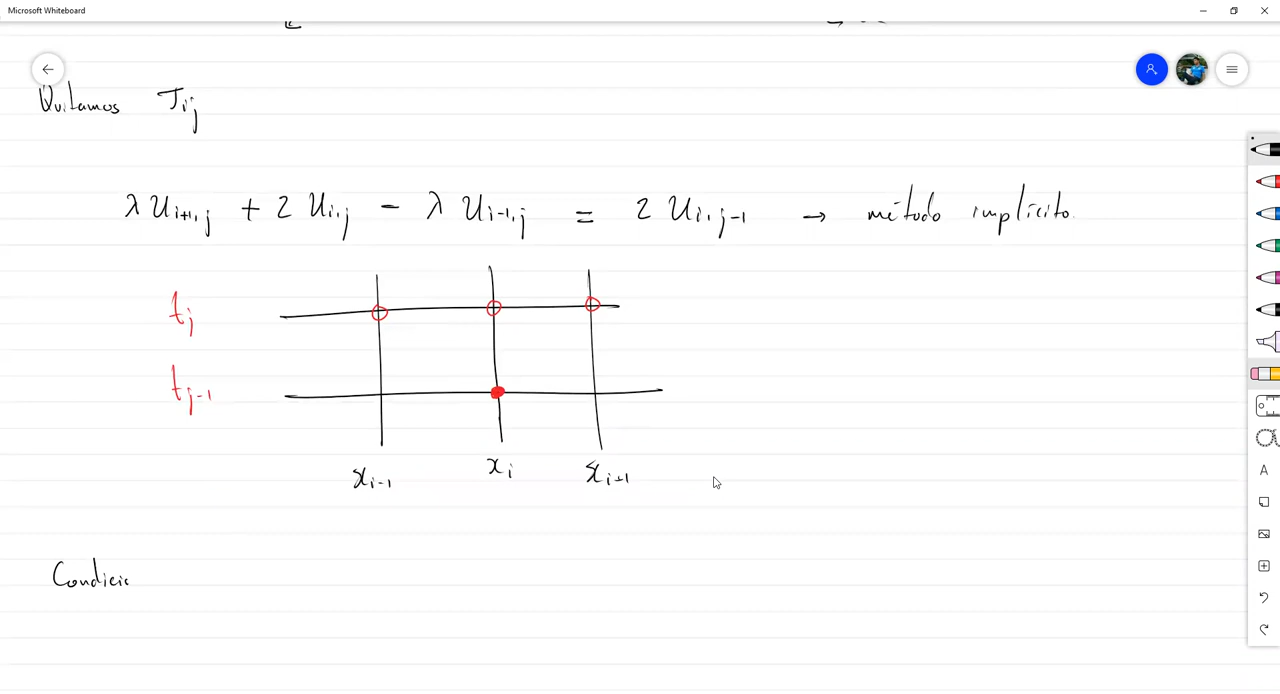 Microsoft Whiteboard
Quitamos τᵢⱼ
λ uᵢ₊₁,ⱼ + 2 uᵢ,ⱼ − λ uᵢ₋₁,ⱼ = 2 uᵢ,ⱼ₋₁ → método implícito.
tⱼ
tⱼ₋₁
xᵢ₋₁ xᵢ xᵢ₊₁
Condicio
A